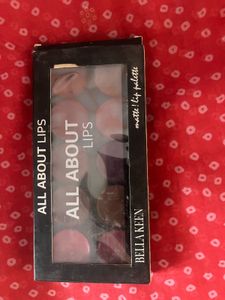 ALL ABOUT LIPS
ALL ABOUT
LIPS
matte! lip palette
BELLA KEEN